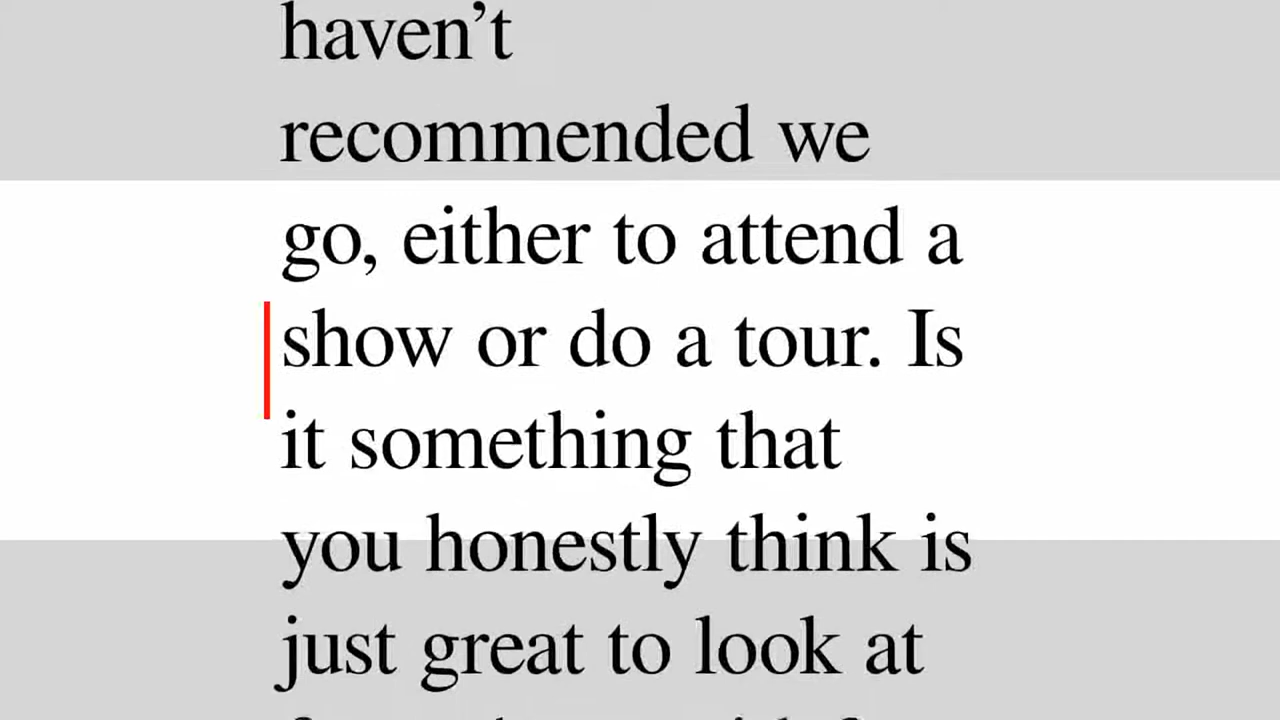 haven’t
recommended we
go, either to attend a
show or do a tour. Is
it something that
you honestly think is
just great to look at